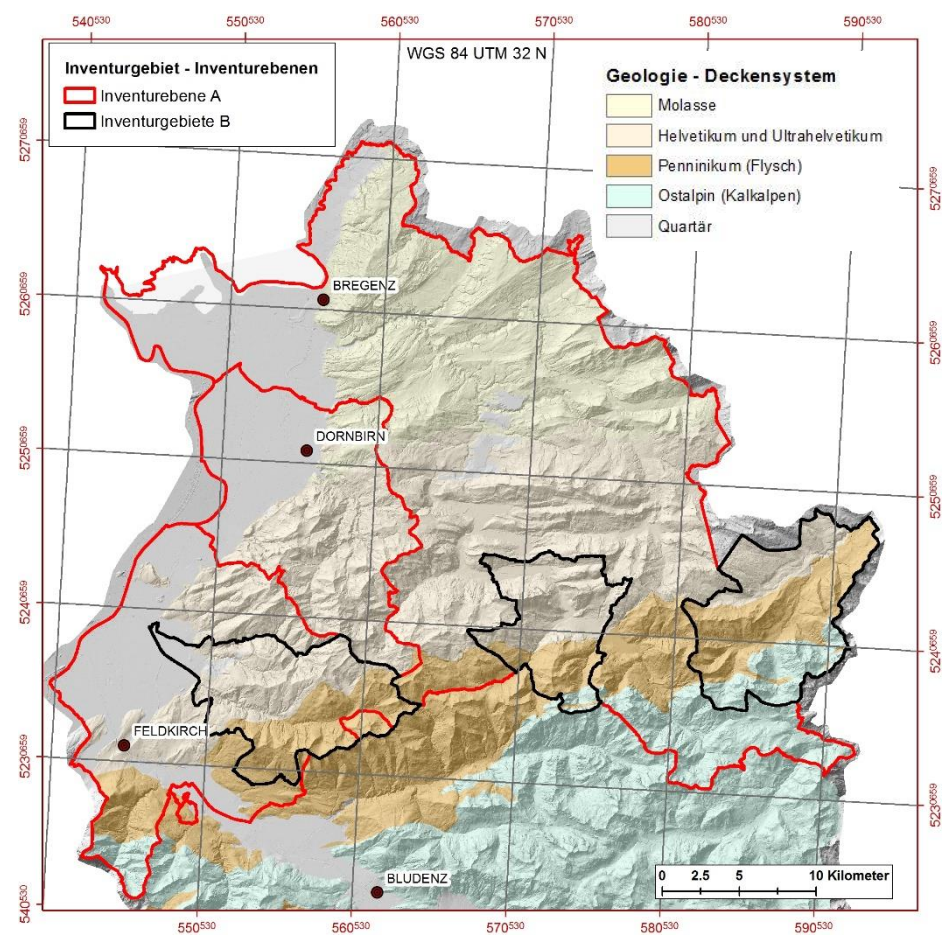 540530 550530 560530 570530 580530 590530
WGS 84 UTM 32 N
Inventurgebiet - Inventurebenen
Inventurebene A
Inventurgebiete B
Geologie - Deckensystem
Molasse
Helvetikum und Ultrahelvetikum
Penninikum (Flysch)
Ostalpin (Kalkalpen)
Quartär
5270659
5270659
BREGENZ
5260659
5260659
DORNBIRN
5250659
5250659
5240659
5240659
FELDKIRCH
5230659
5230659
BLUDENZ
0 2.5 5 10 Kilometer
540530
550530 560530 570530 580530 590530